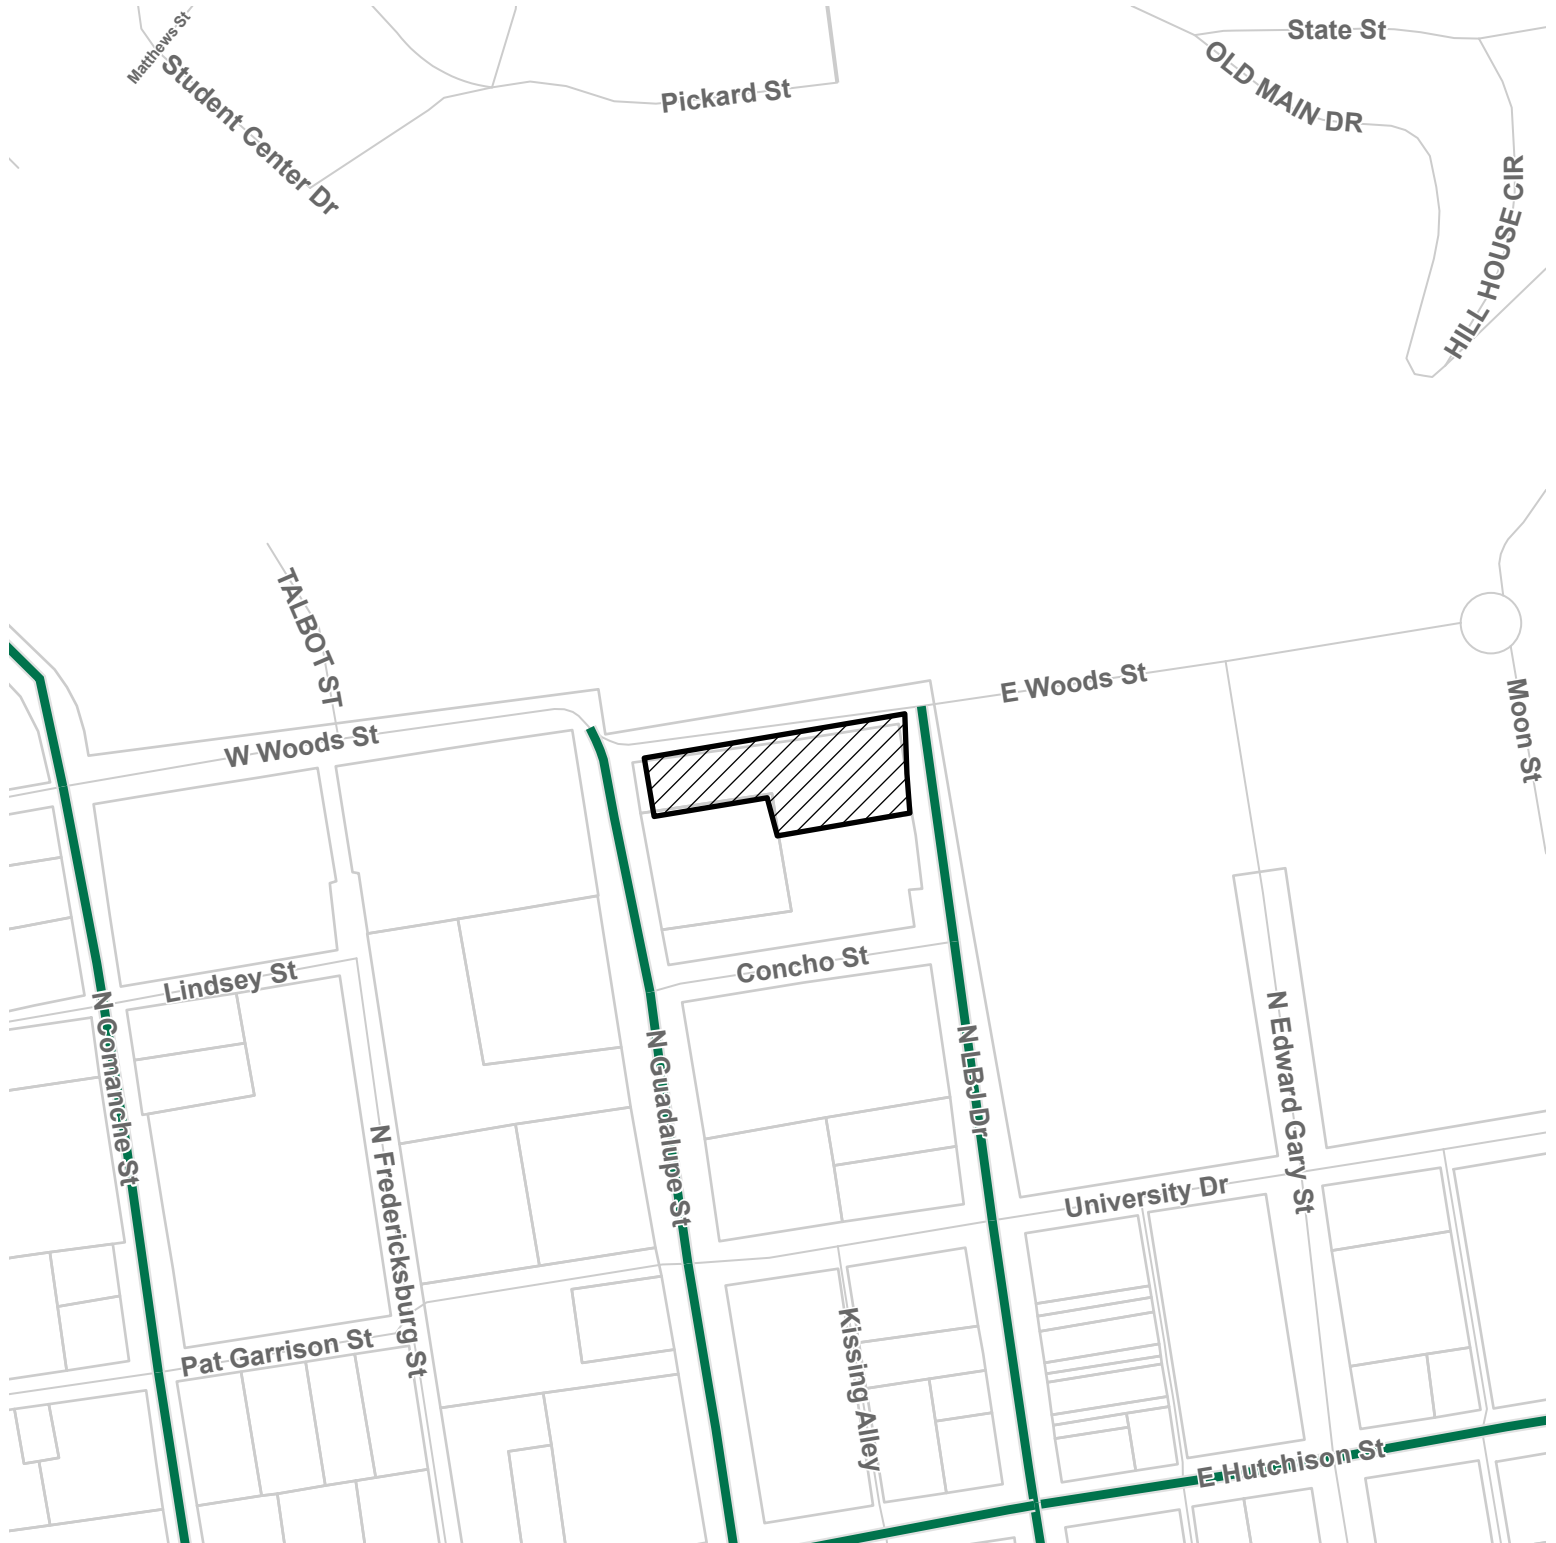 Matthews St
Student Center Dr
Pickard St
State St
OLD MAIN DR
HILL HOUSE CIR
TALBOT ST
W Woods St
E Woods St
Moon St
Lindsey St
Concho St
N Comanche St
N Fredericksburg St
N Guadalupe St
N LBJ Dr
N Edward Gary St
University Dr
Pat Garrison St
Kissing Alley
E Hutchison St